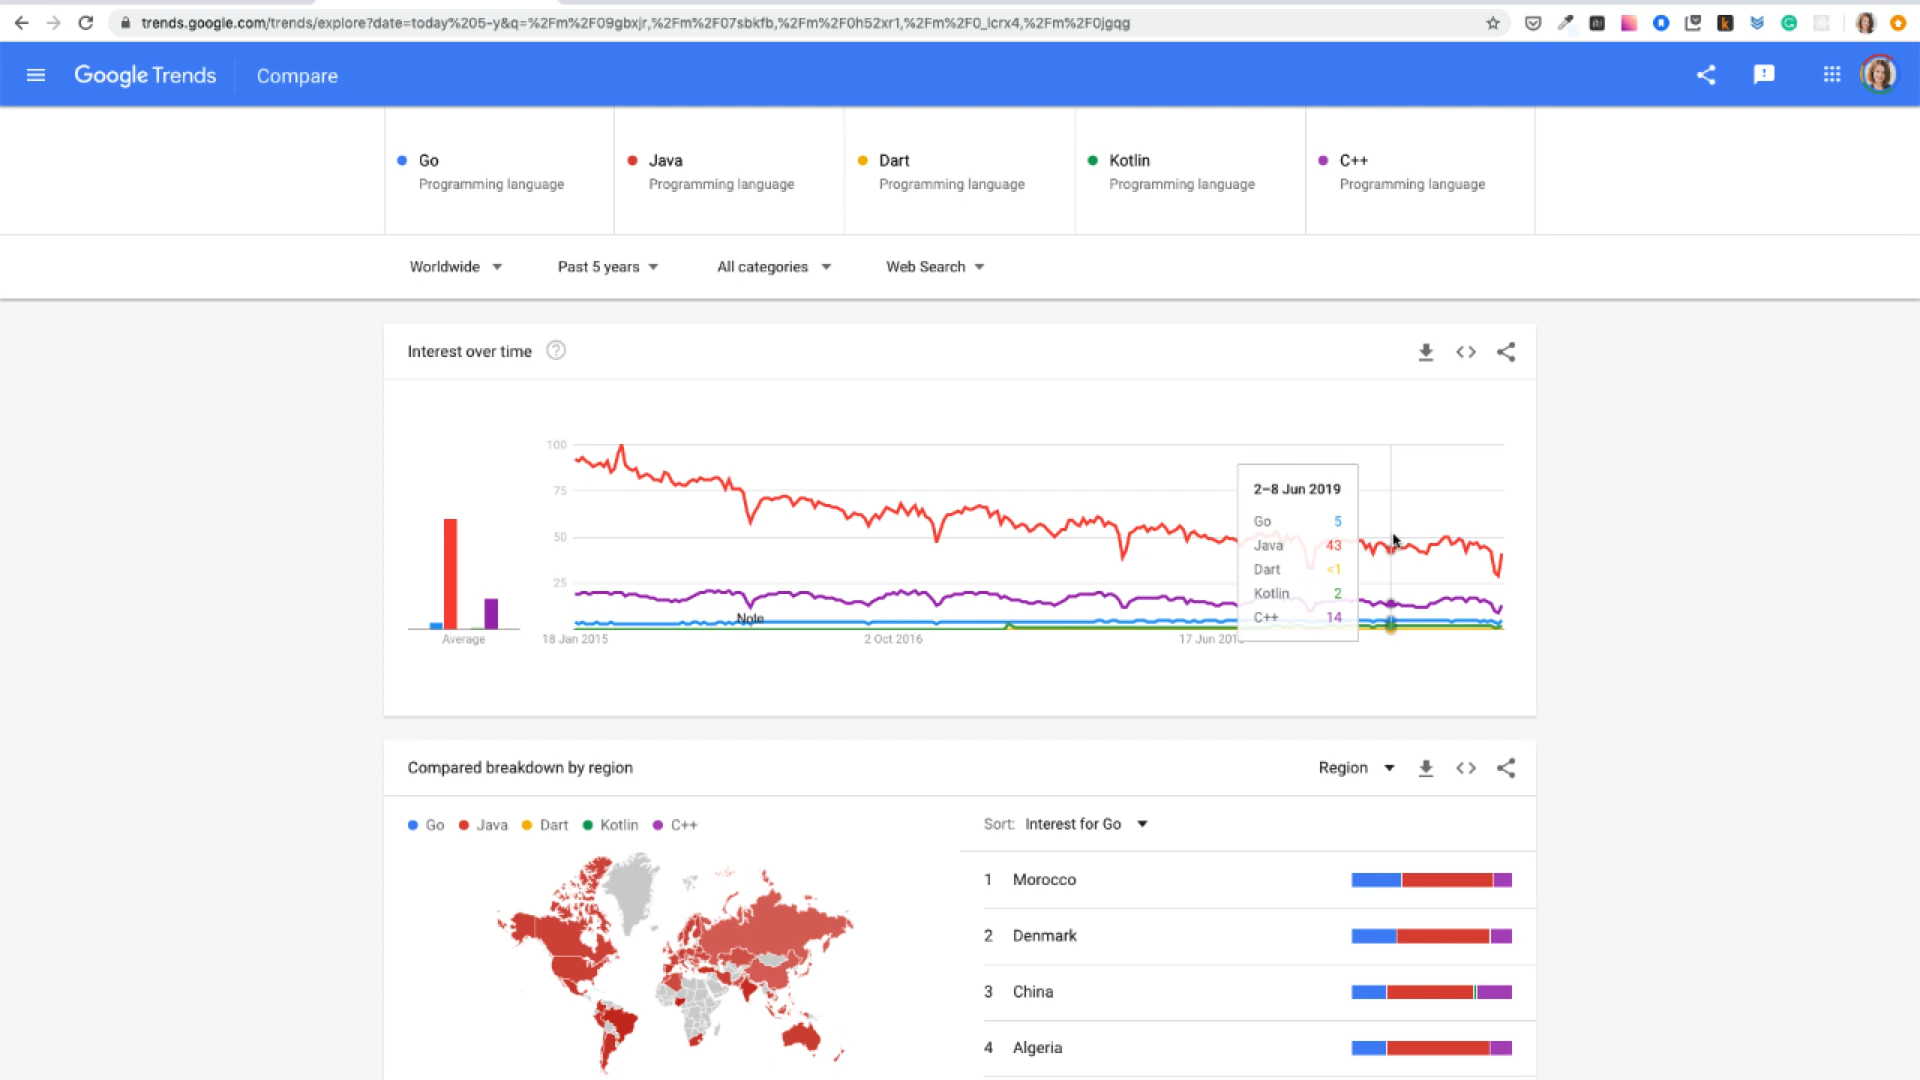 trends.google.com/trends/explore?date=today%205-y&q=%2Fm%2F09gbxjr,%2Fm%2F07sbkfb,%2Fm%2F0h52xr1,%2Fm%2F0_lcrx4,%2Fm%2F0jgqg
Google Trends Compare
Go Java Dart Kotlin C++
Programming language Programming language Programming language Programming language Programming language
Worldwide Past 5 years All categories Web Search
Interest over time
100
75
50
25
Average
Note
18 Jan 2015 2 Oct 2016 17 Jun 201
2–8 Jun 2019
Go 5
Java 43
Dart <1
Kotlin 2
C++ 14
Compared breakdown by region Region
Go Java Dart Kotlin C++
Sort: Interest for Go
1 Morocco
2 Denmark
3 China
4 Algeria